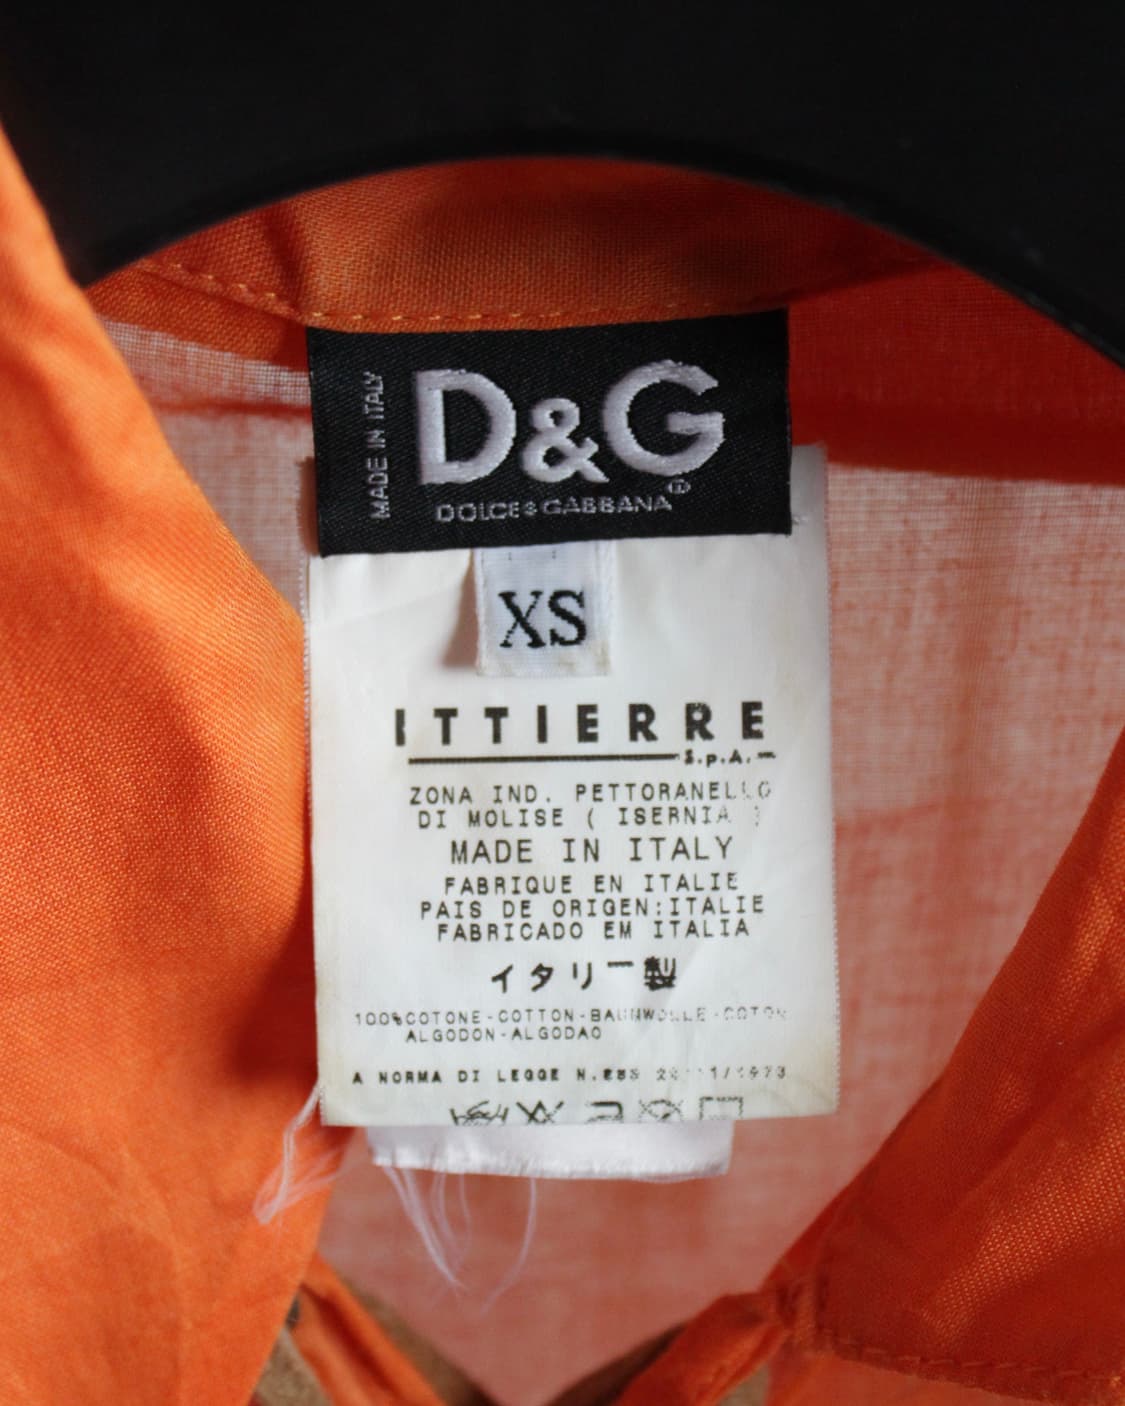 MADE IN ITALY
D&G
DOLCE & GABBANA®
XS
ITTIERRE
S.p.A.
ZONA IND. PETTORANELLO
DI MOLISE ( ISERNIA )
MADE IN ITALY
FABRIQUE EN ITALIE
PAIS DE ORIGEN:ITALIE
FABRICADO EM ITALIA
イタリー製
100%COTONE-COTTON-BAUMWOLLE-COTON
ALGODON-ALGODAO
A NORMA DI LEGGE N.